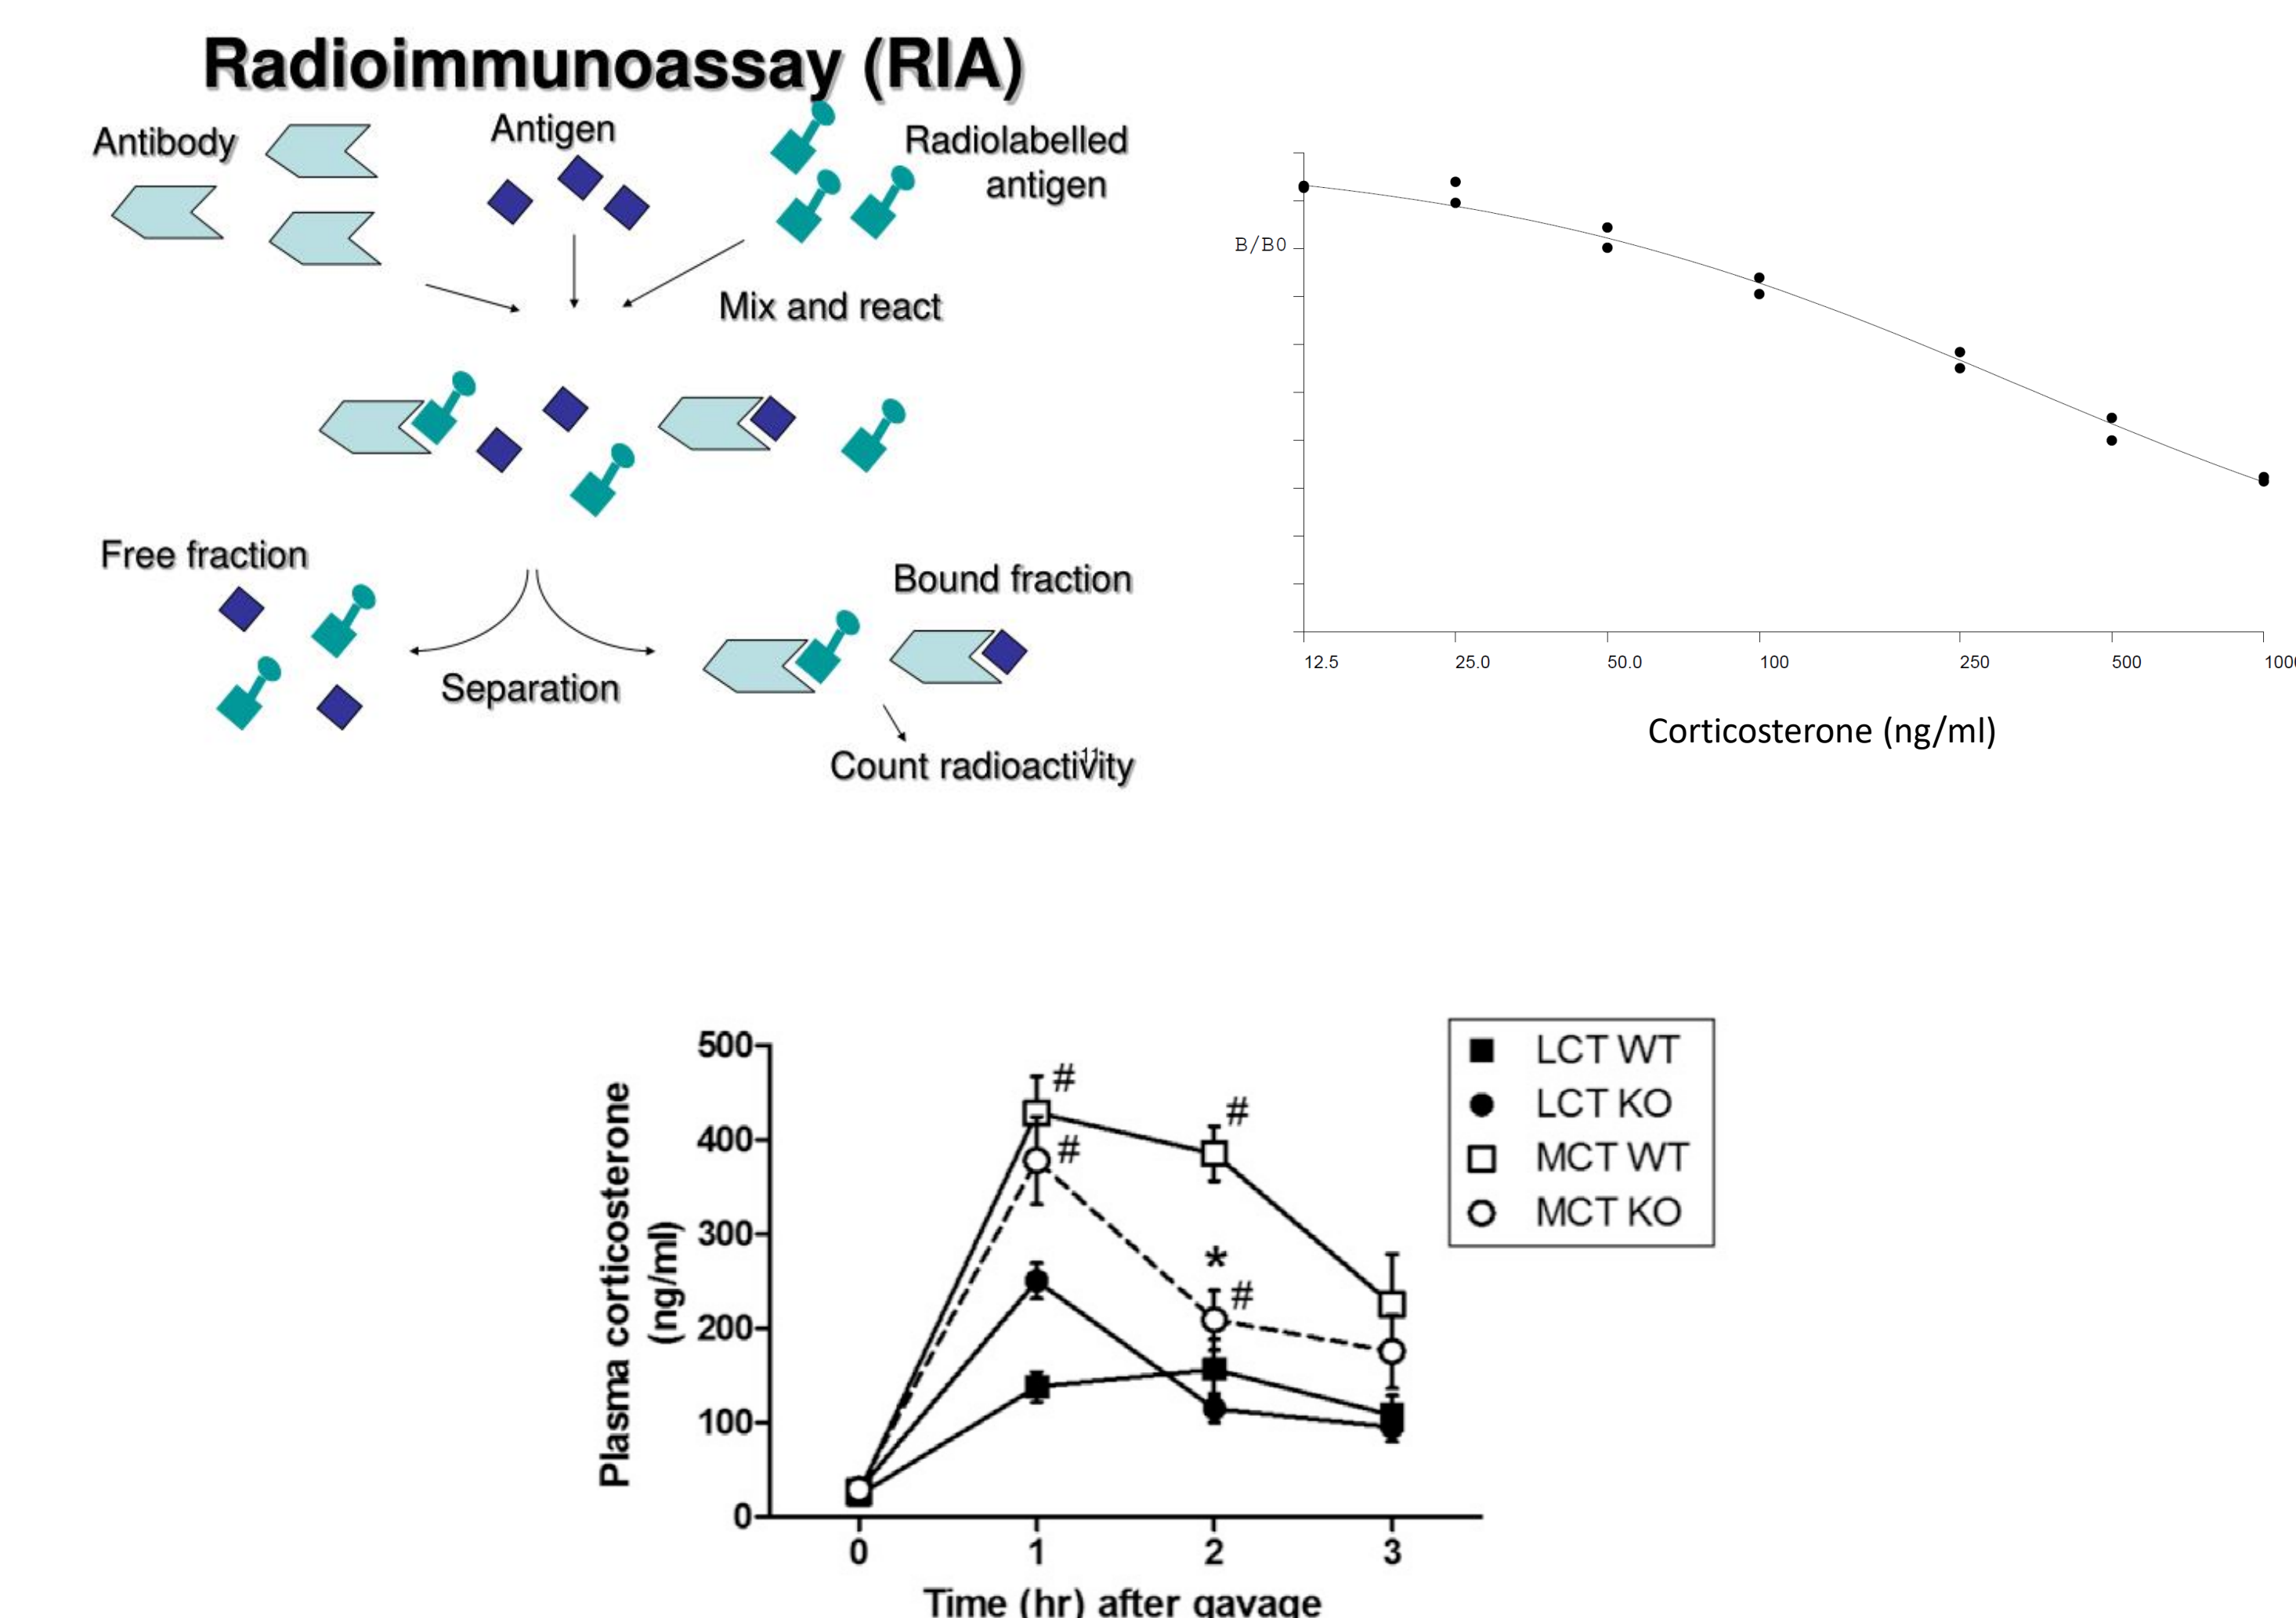 Radioimmunoassay (RIA)
Antibody
Antigen
Radiolabelled
antigen
Mix and react
Free fraction
Bound fraction
Separation
11
Count radioactivity
B/B0
12.5 25.0 50.0 100 250 500 100
Corticosterone (ng/ml)
Plasma corticosterone
(ng/ml)
500
400
300
200
100
0
#
#
#
*
#
LCT WT
LCT KO
MCT WT
MCT KO
0 1 2 3
Time (hr) after gavage